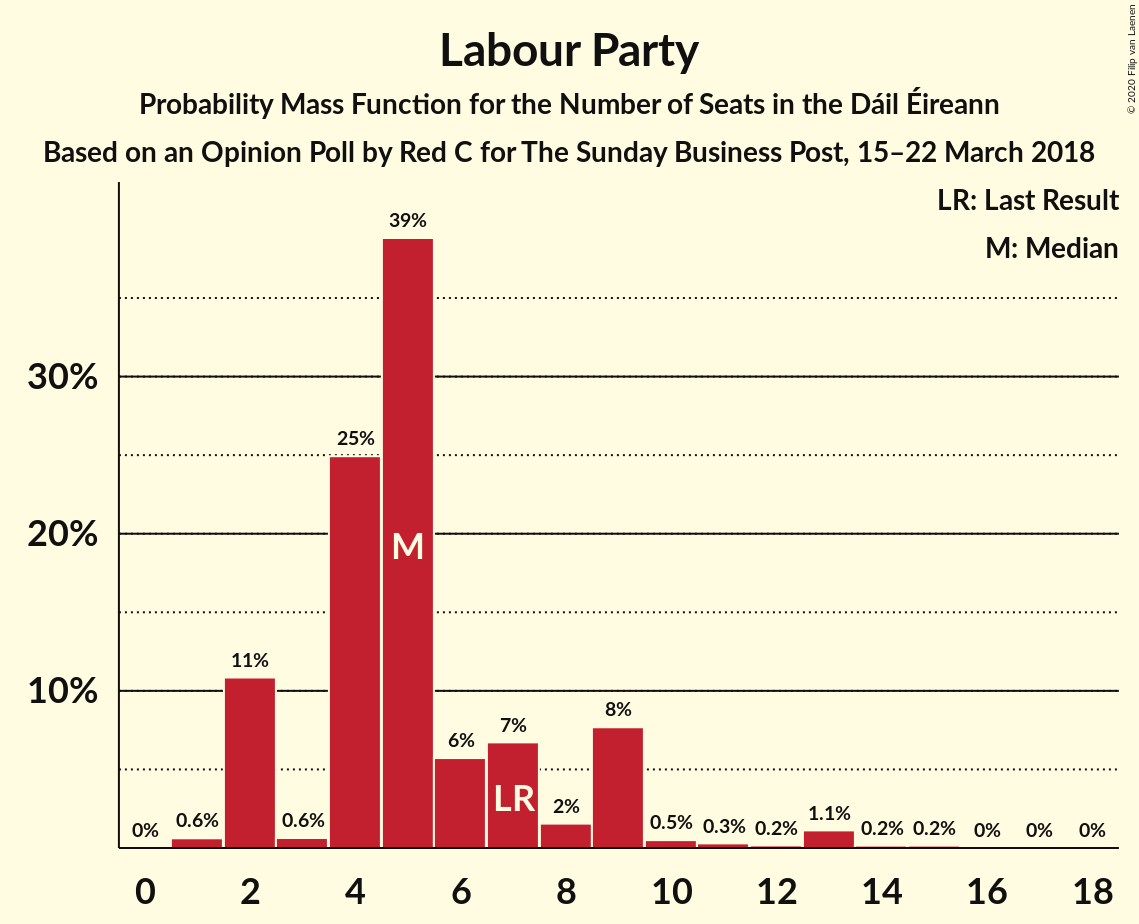 Labour Party
Probability Mass Function for the Number of Seats in the Dáil Éireann
Based on an Opinion Poll by Red C for The Sunday Business Post, 15–22 March 2018
© 2020 Filip van Laenen
LR: Last Result
M: Median
30%
20%
10%
0%
0.6%
11%
0.6%
25%
39%
6%
7%
2%
8%
0.5%
0.3%
0.2%
1.1%
0.2%
0.2%
0%
0%
0%
M
LR
0 2 4 6 8 10 12 14 16 18